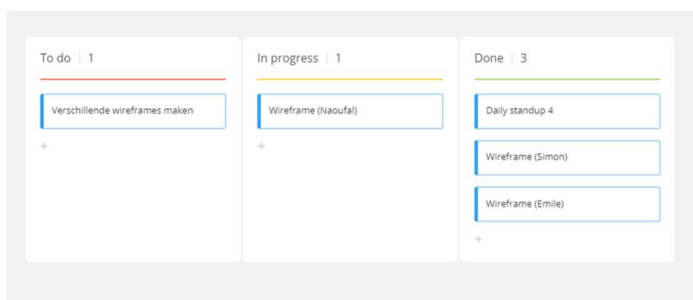 To do | 1
Verschillende wireframes maken
+
In progress | 1
Wireframe (Naoufal)
+
Done | 3
Daily standup 4
Wireframe (Simon)
Wireframe (Emile)
+